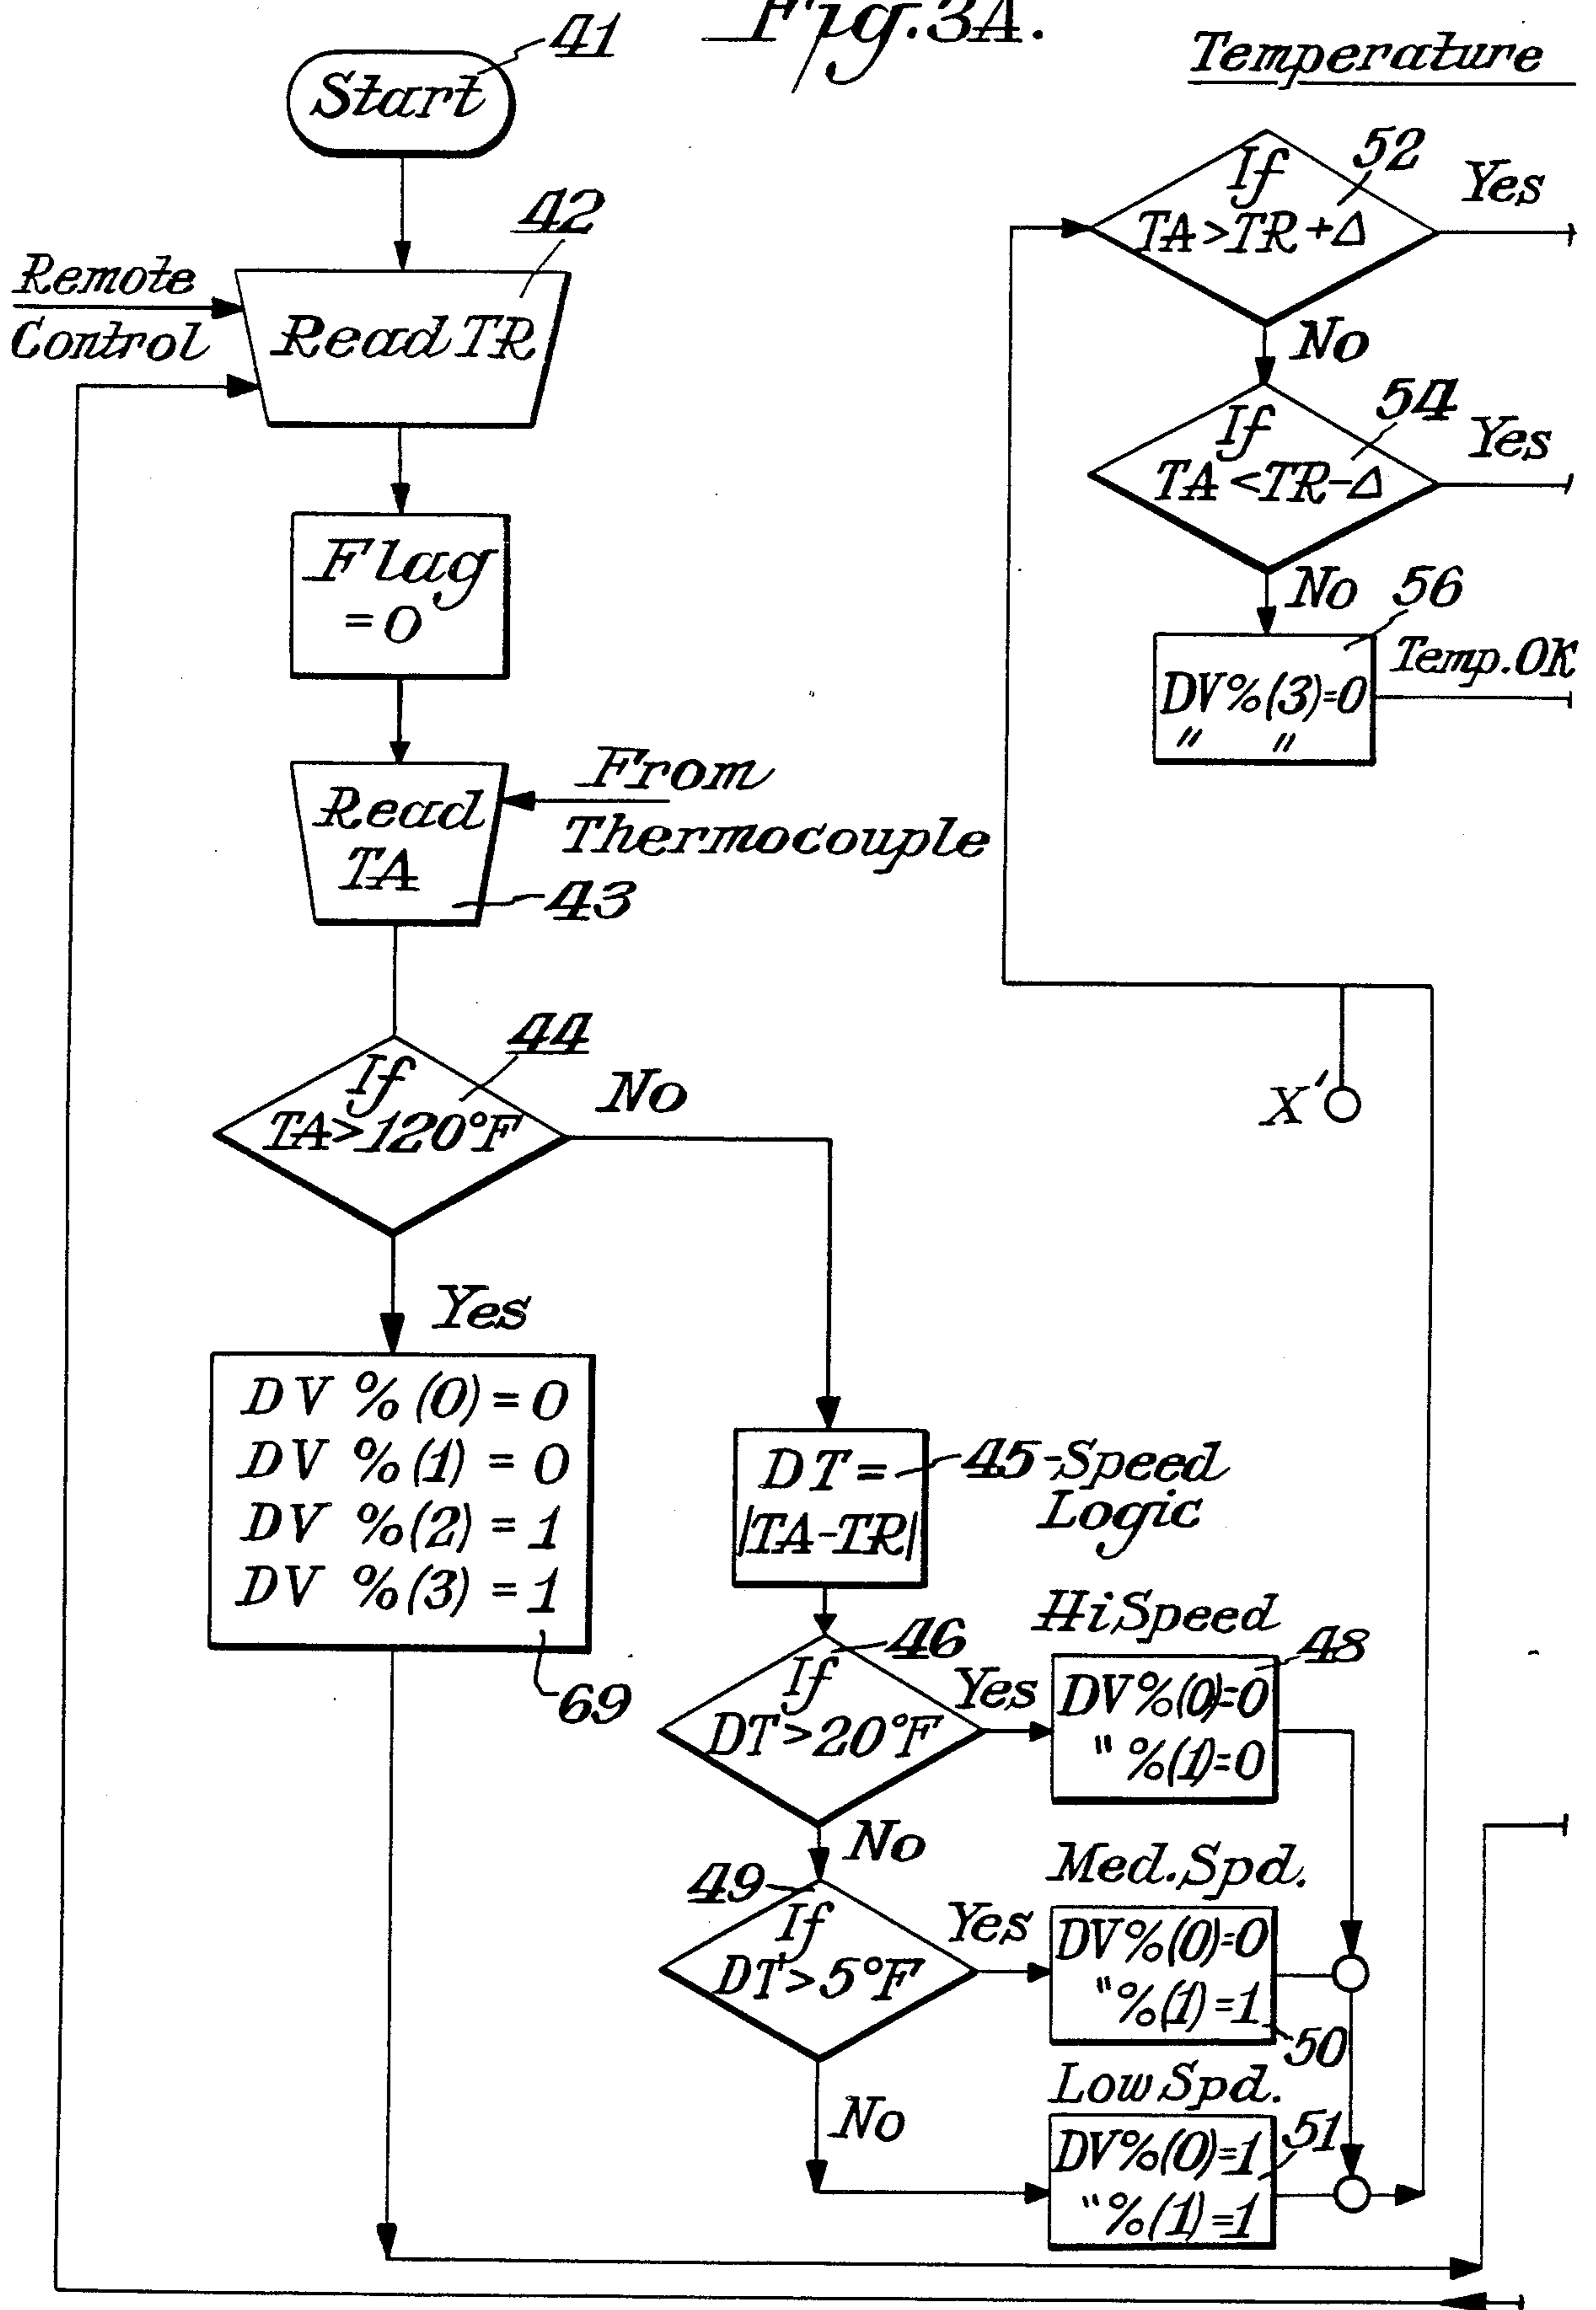 Fig. 3A.
41
Start
42
Remote
Control
Read TR
Flag
= 0
Read
TA
43
From
Thermocouple
44
If
TA > 120°F
No
Yes
DV %(0) = 0
DV %(1) = 0
DV %(2) = 1
DV %(3) = 1
69
DT =
|TA-TR|
45-Speed
Logic
46
If
DT > 20°F
Yes
No
Hi Speed
48
DV%(0)=0
" %(1)=0
49
If
DT > 5°F
Yes
No
Med. Spd.
DV%(0)=0
"%(1)=1
50
Low Spd.
51
DV%(0)=1
"%(1)=1
Temperature
52
If
TA > TR + Δ
Yes
No
54
If
TA < TR - Δ
Yes
No
56
DV%(3)=0
" "
Temp. OK
X'